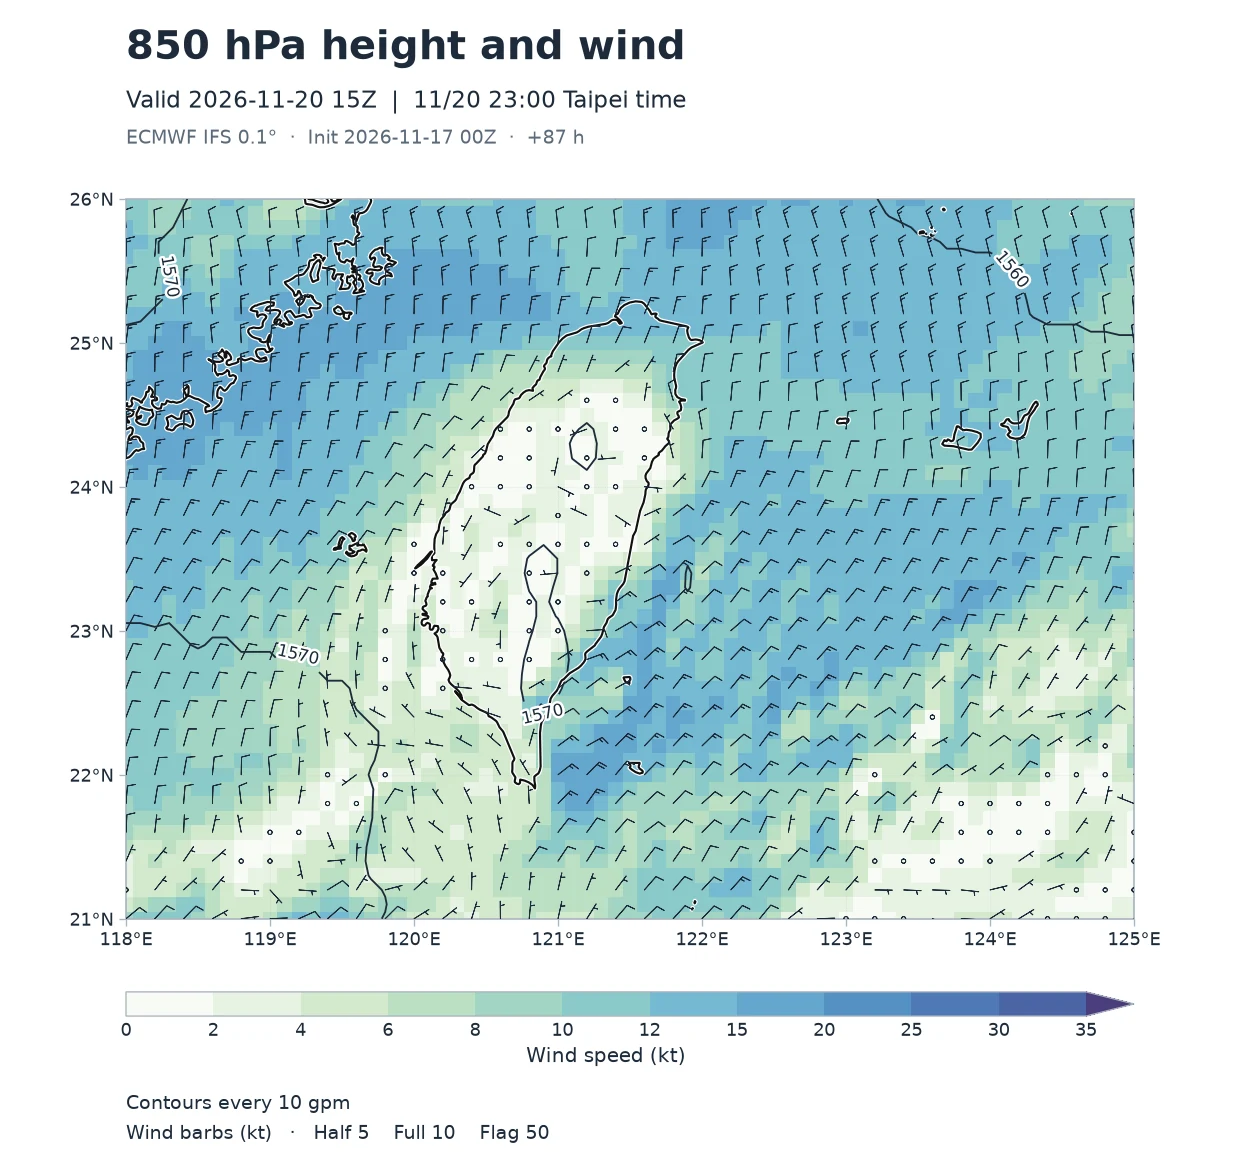 850 hPa height and wind
Valid 2026-11-20 15Z | 11/20 23:00 Taipei time
ECMWF IFS 0.1° · Init 2026-11-17 00Z · +87 h
26°N
25°N
24°N
23°N
22°N
21°N
1570
1560
1570
1570
118°E 119°E 120°E 121°E 122°E 123°E 124°E 125°E
0 2 4 6 8 10 12 15 20 25 30 35
Wind speed (kt)
Contours every 10 gpm
Wind barbs (kt) · Half 5 Full 10 Flag 50